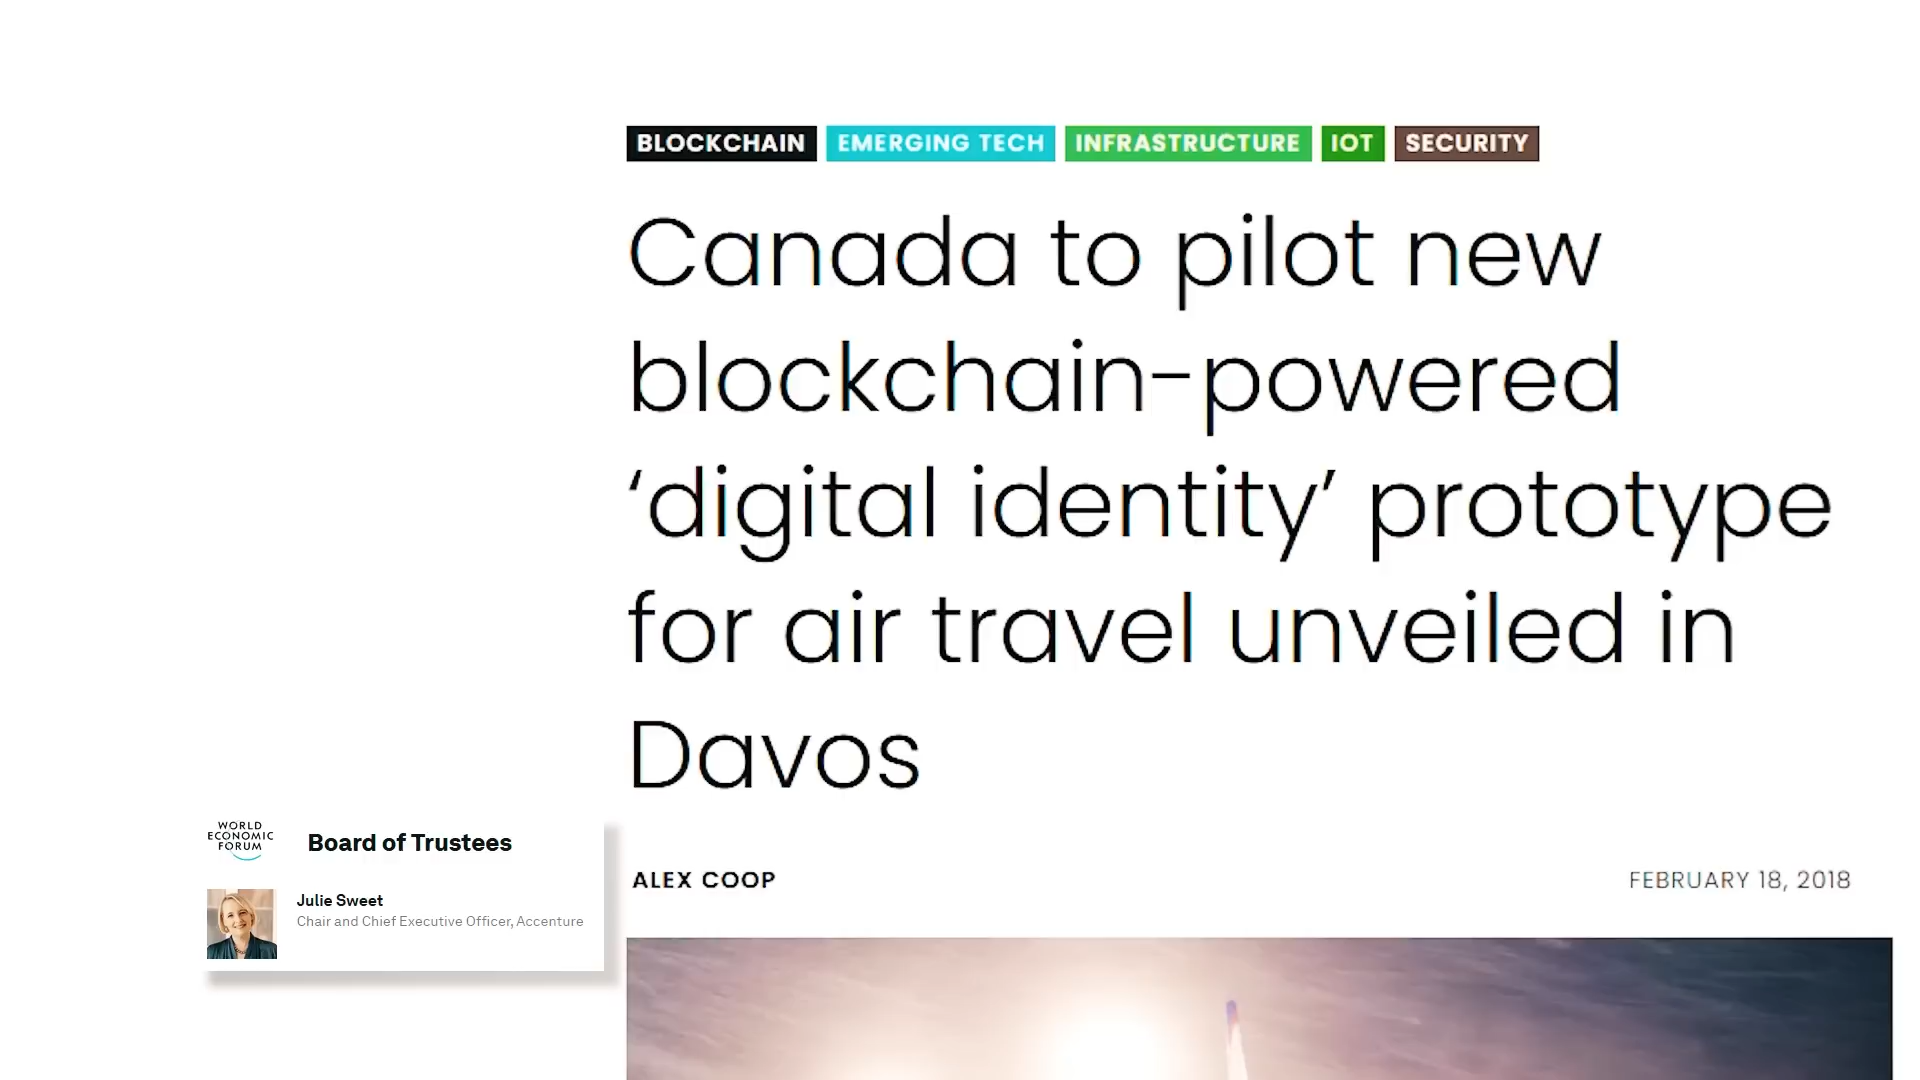 BLOCKCHAIN EMERGING TECH INFRASTRUCTURE IOT SECURITY
Canada to pilot new
blockchain-powered
‘digital identity’ prototype
for air travel unveiled in
Davos
ALEX COOP
FEBRUARY 18, 2018
WORLD
ECONOMIC
FORUM
Board of Trustees
Julie Sweet
Chair and Chief Executive Officer, Accenture